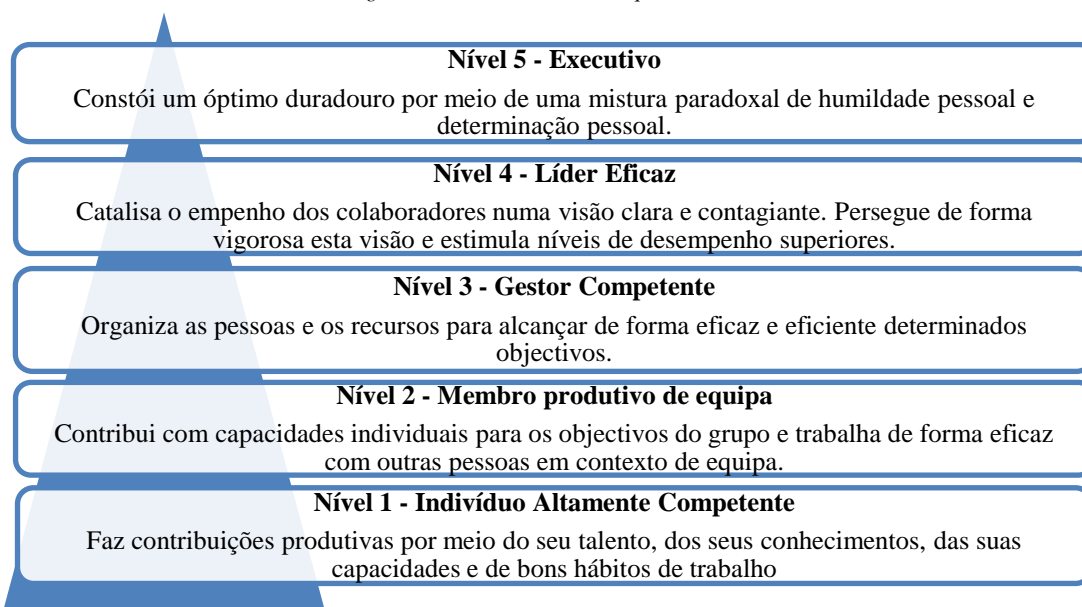 Nível 5 - Executivo
Constói um óptimo duradouro por meio de uma mistura paradoxal de humildade pessoal e
determinação pessoal.
Nível 4 - Líder Eficaz
Catalisa o empenho dos colaboradores numa visão clara e contagiante. Persegue de forma
vigorosa esta visão e estimula níveis de desempenho superiores.
Nível 3 - Gestor Competente
Organiza as pessoas e os recursos para alcançar de forma eficaz e eficiente determinados
objectivos.
Nível 2 - Membro produtivo de equipa
Contribui com capacidades individuais para os objectivos do grupo e trabalha de forma eficaz
com outras pessoas em contexto de equipa.
Nível 1 - Indivíduo Altamente Competente
Faz contribuições produtivas por meio do seu talento, dos seus conhecimentos, das suas
capacidades e de bons hábitos de trabalho